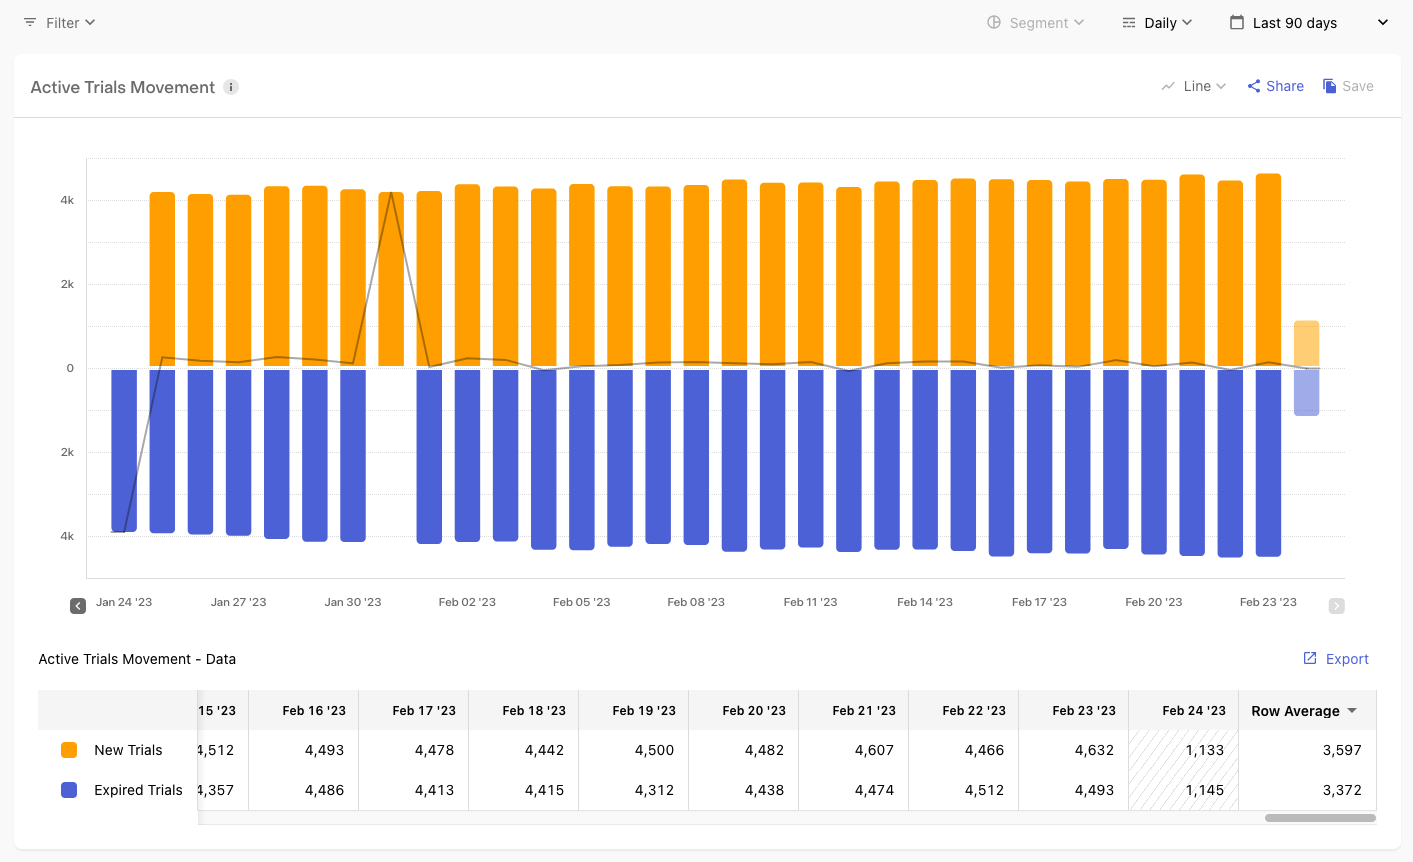 Filter
Segment Daily Last 90 days
Active Trials Movement i
Line Share Save
4k
2k
0
2k
4k
Jan 24 '23 Jan 27 '23 Jan 30 '23 Feb 02 '23 Feb 05 '23 Feb 08 '23 Feb 11 '23 Feb 14 '23 Feb 17 '23 Feb 20 '23 Feb 23 '23
Active Trials Movement - Data
Export
15 '23 Feb 16 '23 Feb 17 '23 Feb 18 '23 Feb 19 '23 Feb 20 '23 Feb 21 '23 Feb 22 '23 Feb 23 '23 Feb 24 '23 Row Average
New Trials 4,512 4,493 4,478 4,442 4,500 4,482 4,607 4,466 4,632 1,133 3,597
Expired Trials 4,357 4,486 4,413 4,415 4,312 4,438 4,474 4,512 4,493 1,145 3,372